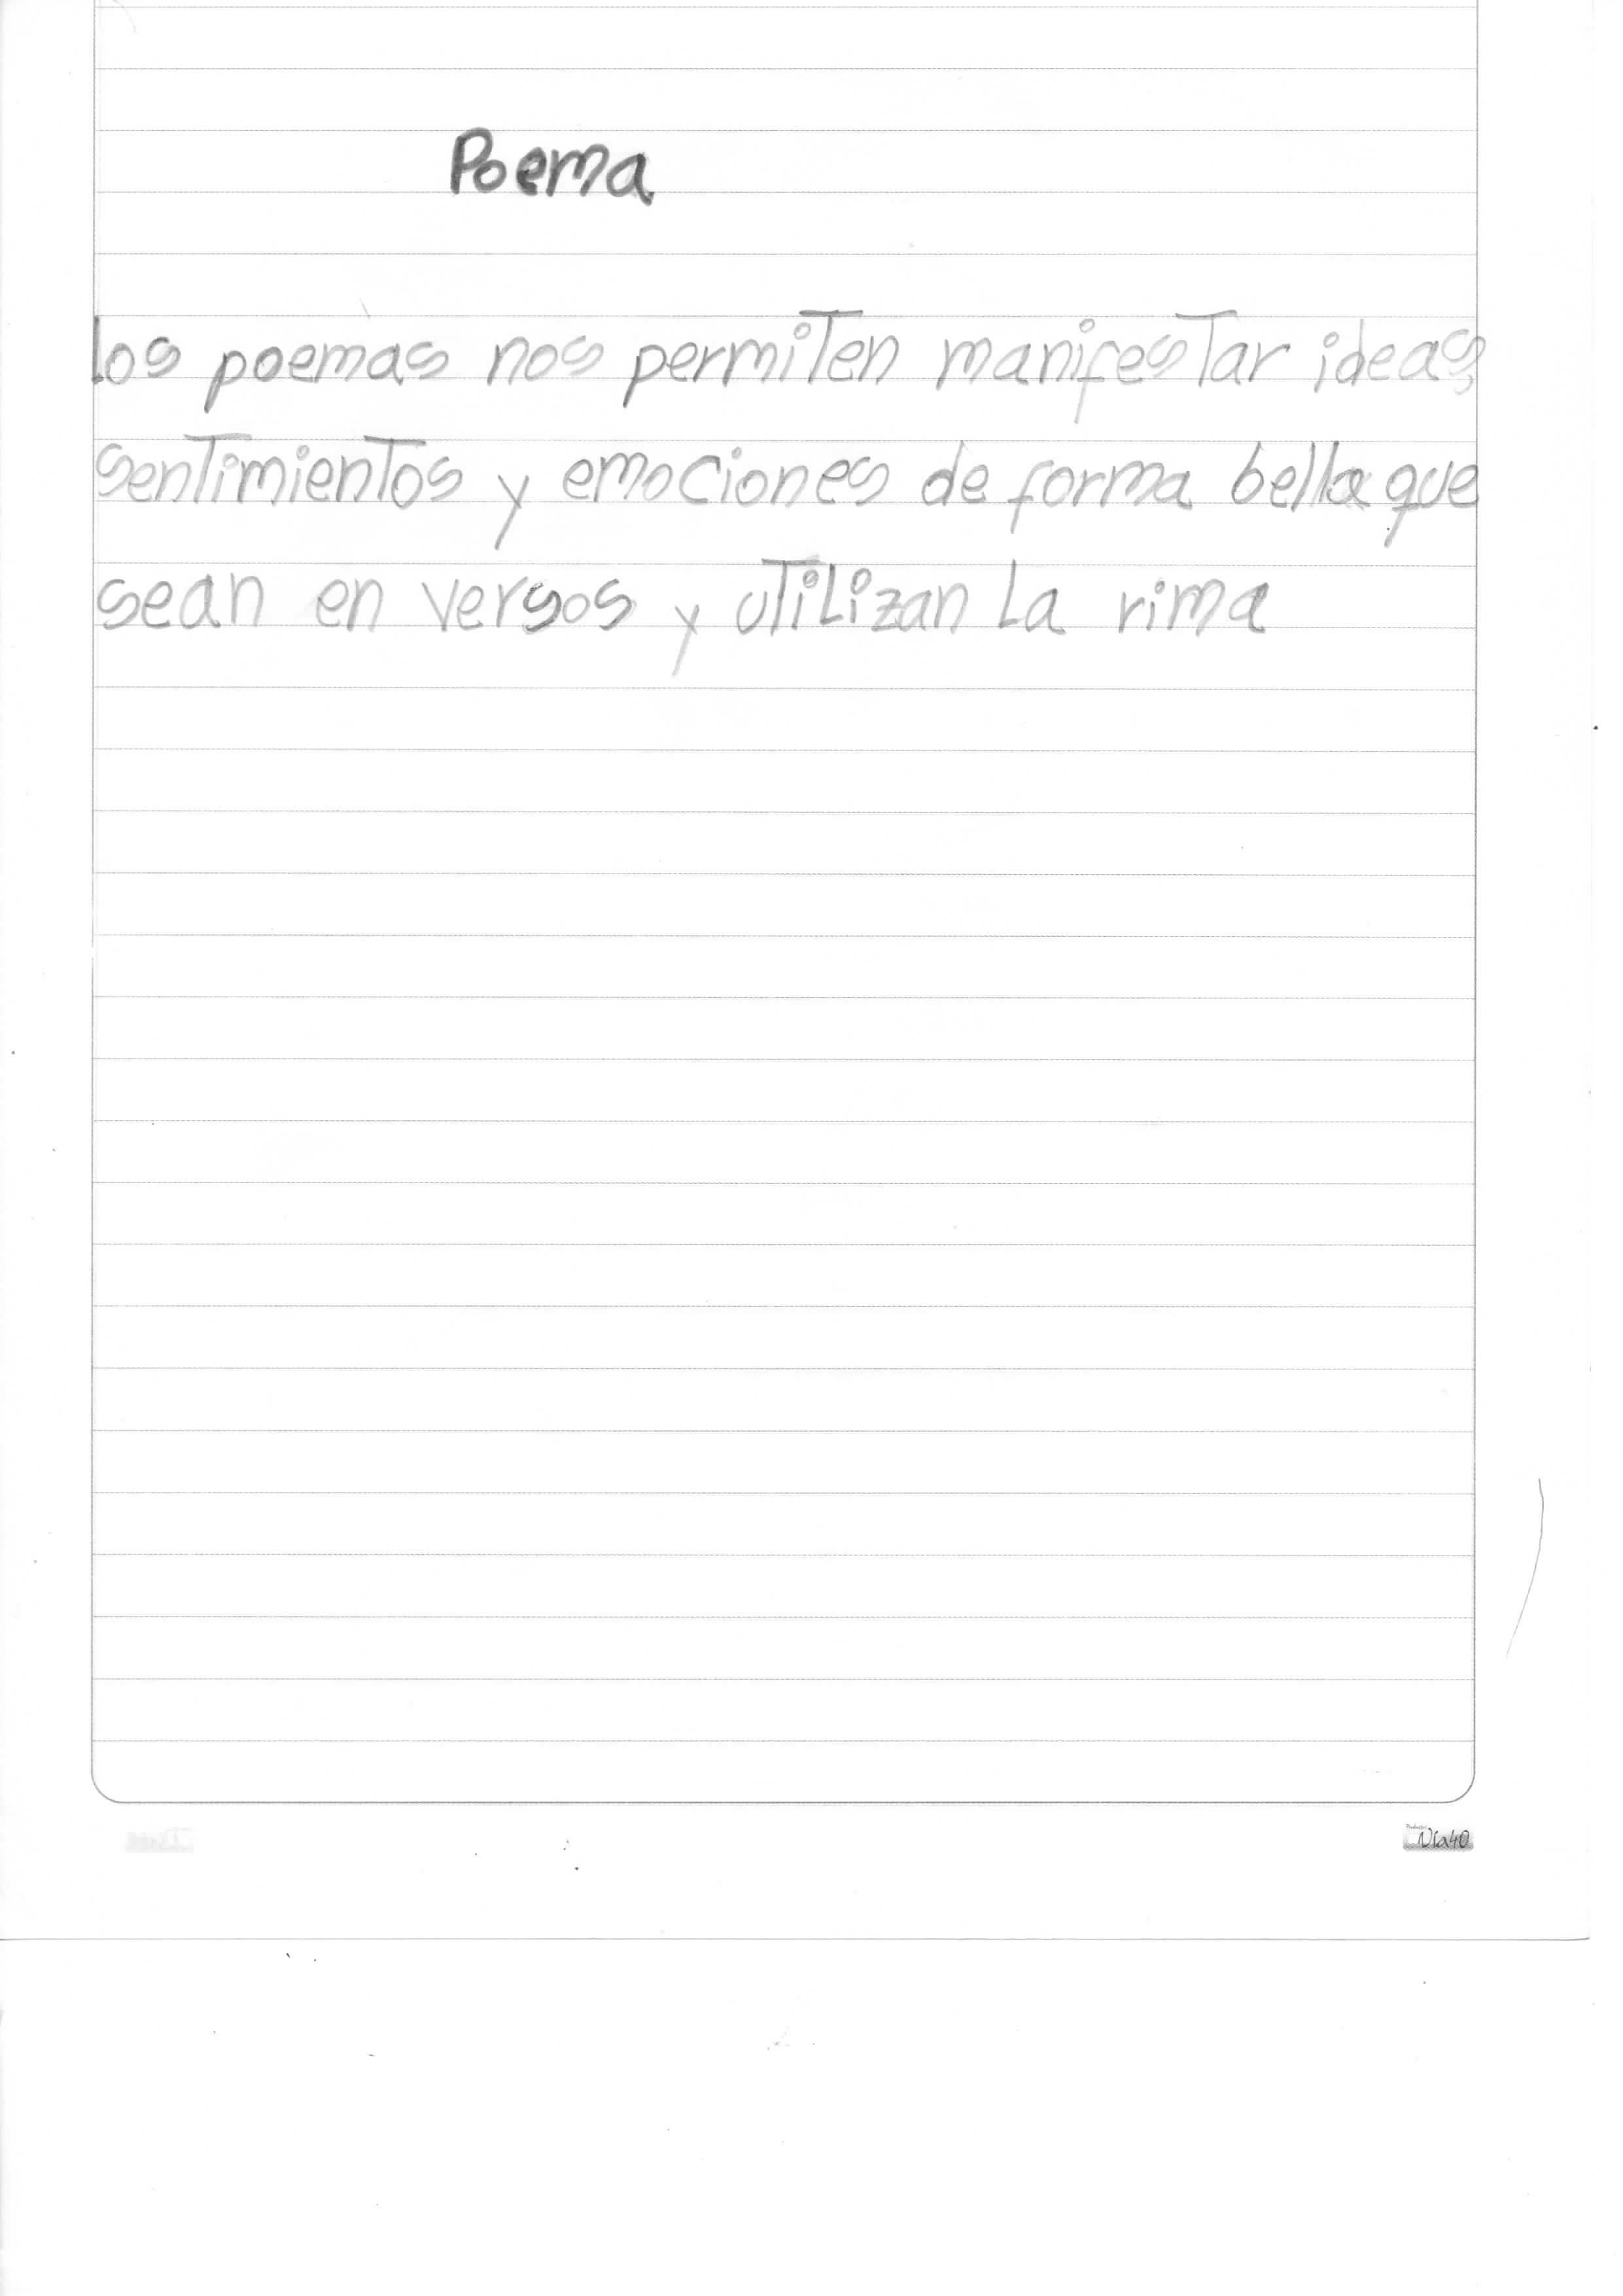 Poema
los poemas nos permiten manifestar ideas,
sentimientos y emociones de forma bella que
sean en versos y utilizan La rima
Vía40